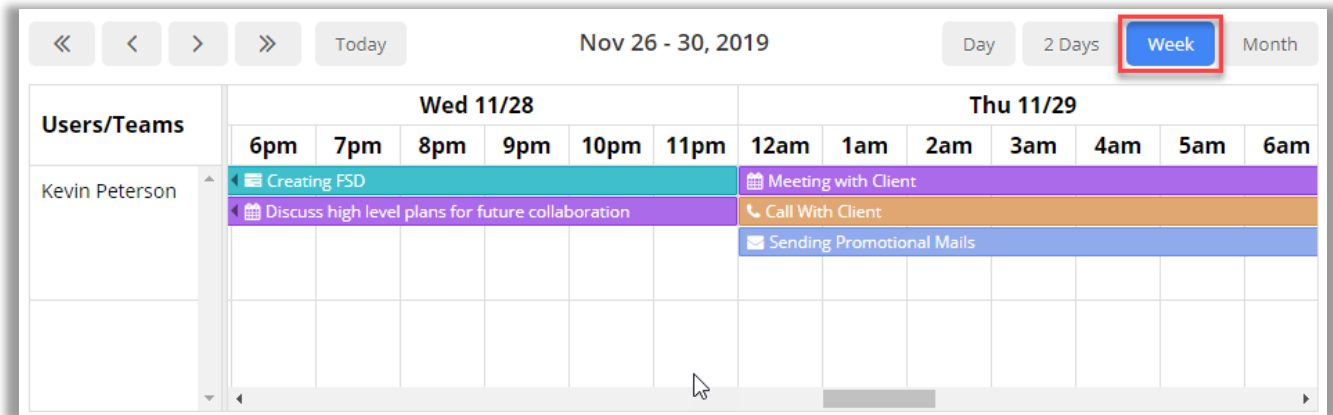 Today Nov 26 - 30, 2019 Day 2 Days Week Month
Users/Teams
Wed 11/28 Thu 11/29
6pm 7pm 8pm 9pm 10pm 11pm 12am 1am 2am 3am 4am 5am 6am
Kevin Peterson
Creating FSD Meeting with Client
Discuss high level plans for future collaboration Call With Client
Sending Promotional Mails